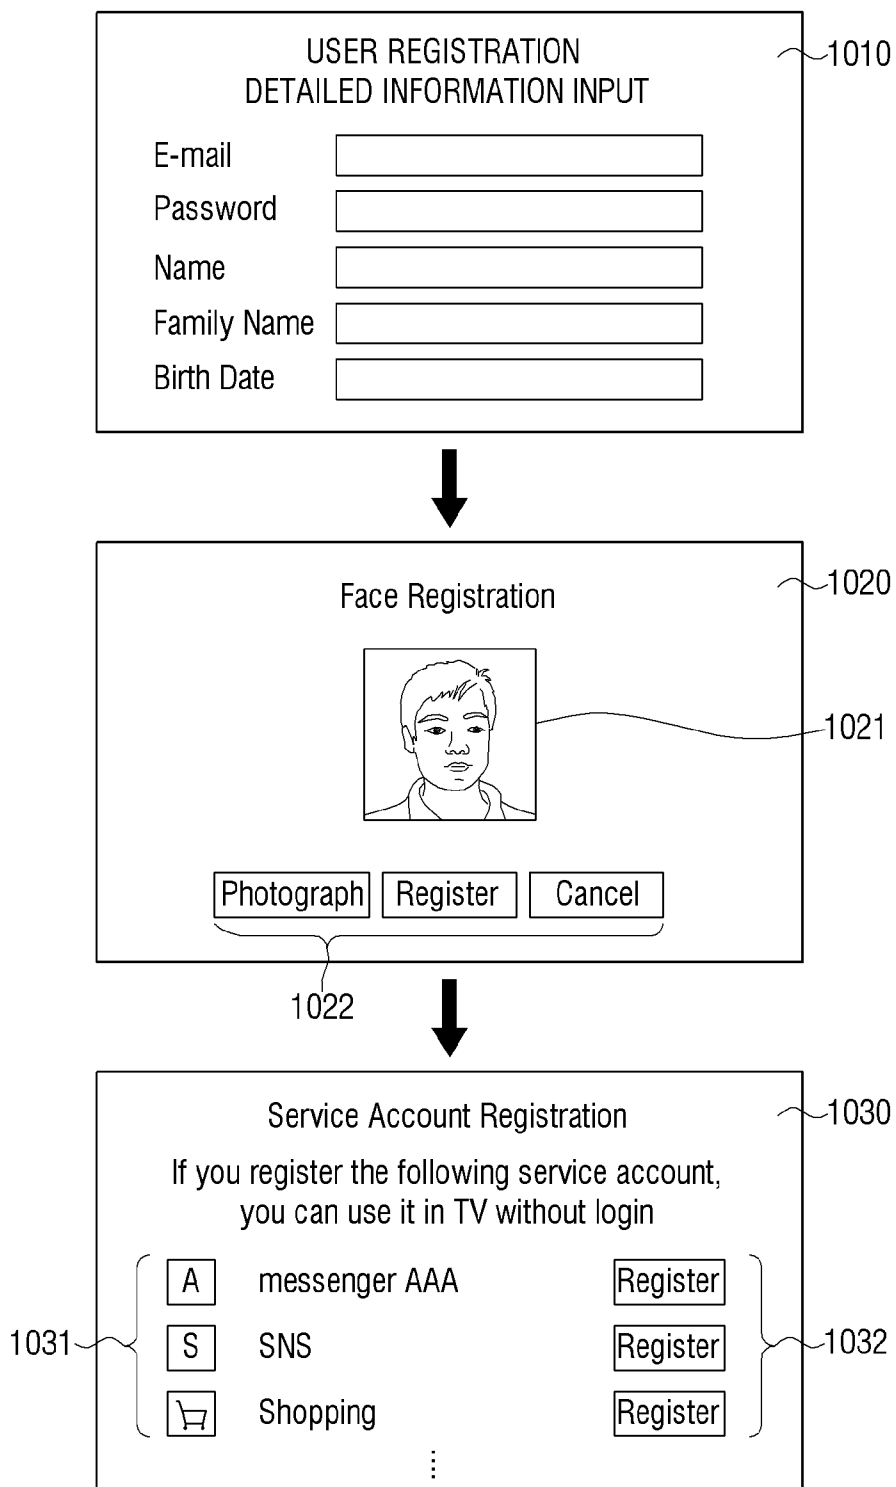 USER REGISTRATION
DETAILED INFORMATION INPUT
1010
E-mail
Password
Name
Family Name
Birth Date
Face Registration
1020
1021
Photograph
Register
Cancel
1022
Service Account Registration
1030
If you register the following service account,
you can use it in TV without login
A messenger AAA Register
1031
S SNS Register
1032
Shopping Register